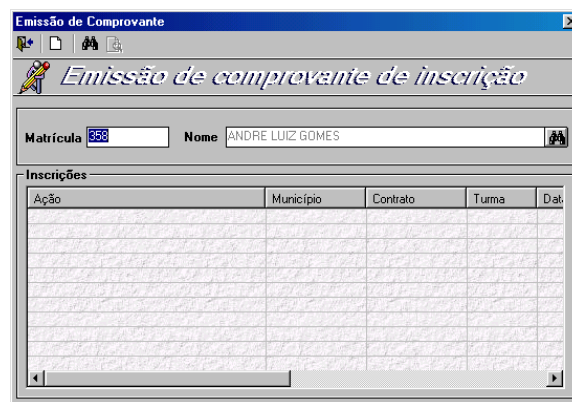 Emissão de Comprovante
Emissão de comprovante de inscrição
Matrícula 358 Nome ANDRE LUIZ GOMES
Inscrições
Ação Município Contrato Turma Dat